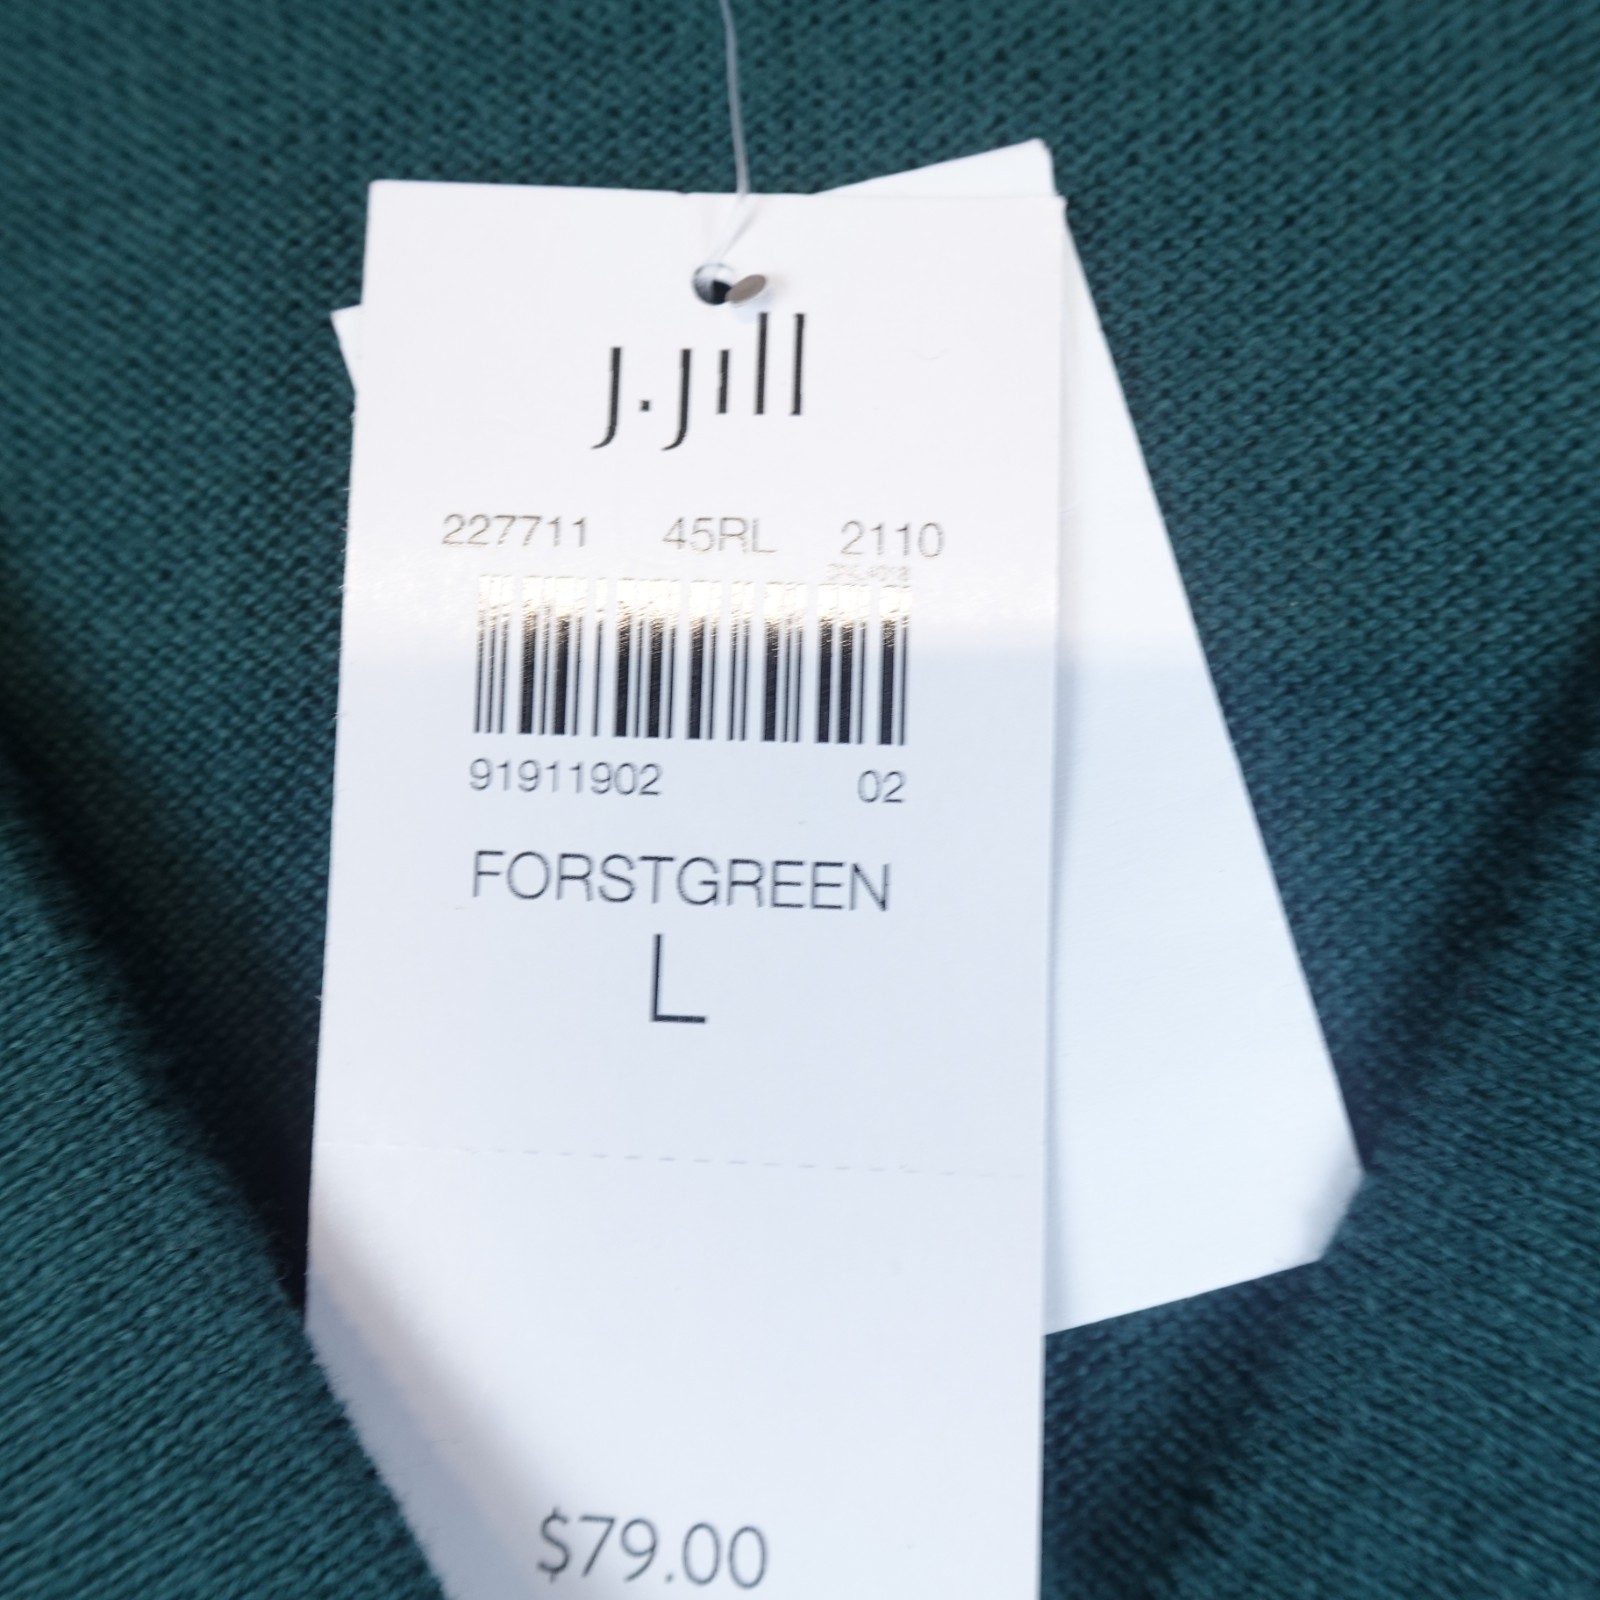 j.jill
227711 45RL 2110
91911902 02
FORSTGREEN
L
$79.00